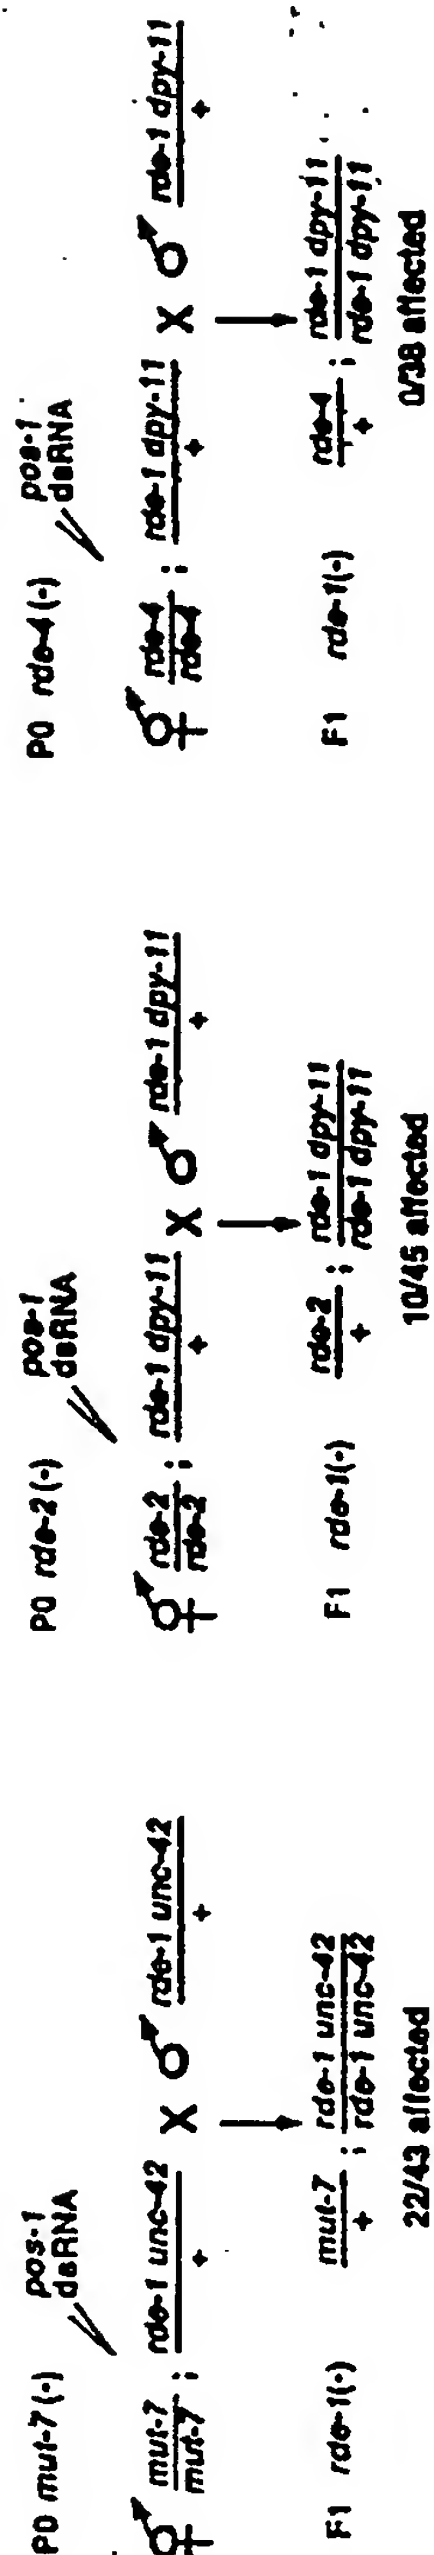 P0 mut-7 (-)
pos-1
dsRNA
mut-7
mut-7
;
rde-1 unc-42
+
X
rde-1 unc-42
+
F1 rde-1(-)
mut-7
+
;
rde-1 unc-42
rde-1 unc-42
22/43 affected
P0 rde-2 (-)
pos-1
dsRNA
rde-2
rde-2
;
rde-1 dpy-11
+
X
rde-1 dpy-11
+
F1 rde-1(-)
rde-2
+
;
rde-1 dpy-11
rde-1 dpy-11
10/45 affected
P0 rde-4 (-)
pos-1
dsRNA
rde-4
rde-4
;
rde-1 dpy-11
+
X
rde-1 dpy-11
+
F1 rde-1(-)
rde-4
+
;
rde-1 dpy-11
rde-1 dpy-11
0/38 affected